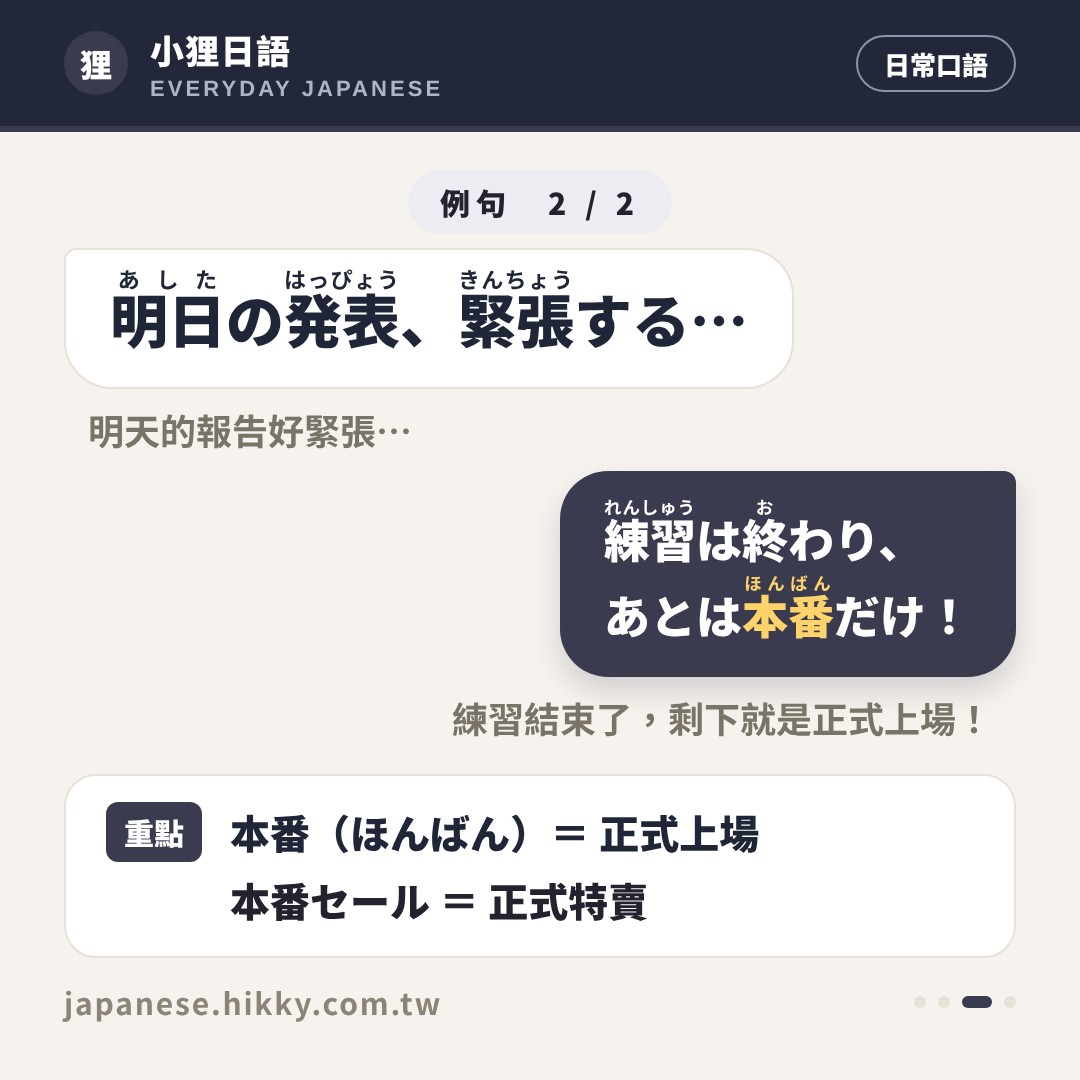 狸
小狸日語
EVERYDAY JAPANESE
日常口語
例句 2 / 2
あした はっぴょう きんちょう
明日の発表、緊張する…
明天的報告好緊張…
れんしゅう お
練習は終わり、
ほんばん
あとは本番だけ！
練習結束了，剩下就是正式上場！
重點 本番（ほんばん）＝ 正式上場
本番セール ＝ 正式特賣
japanese.hikky.com.tw